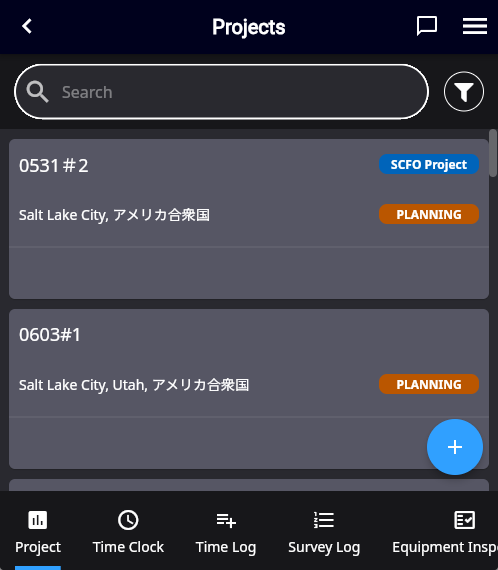 Projects
Search
0531＃2
SCFO Project
Salt Lake City, アメリカ合衆国
PLANNING
0603#1
Salt Lake City, Utah, アメリカ合衆国
PLANNING
Project Time Clock Time Log Survey Log Equipment